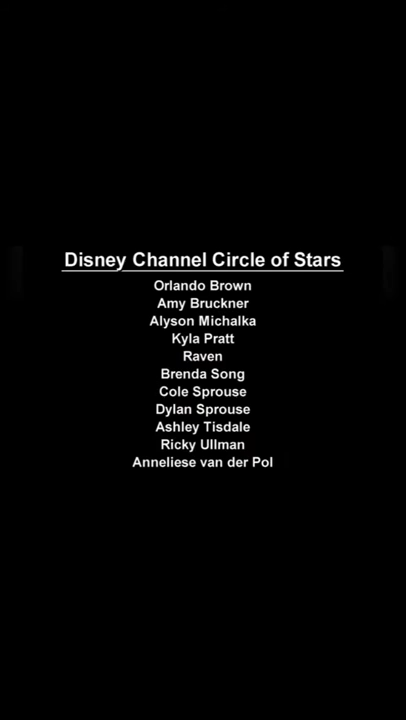 Disney Channel Circle of Stars
Orlando Brown
Amy Bruckner
Alyson Michalka
Kyla Pratt
Raven
Brenda Song
Cole Sprouse
Dylan Sprouse
Ashley Tisdale
Ricky Ullman
Anneliese van der Pol